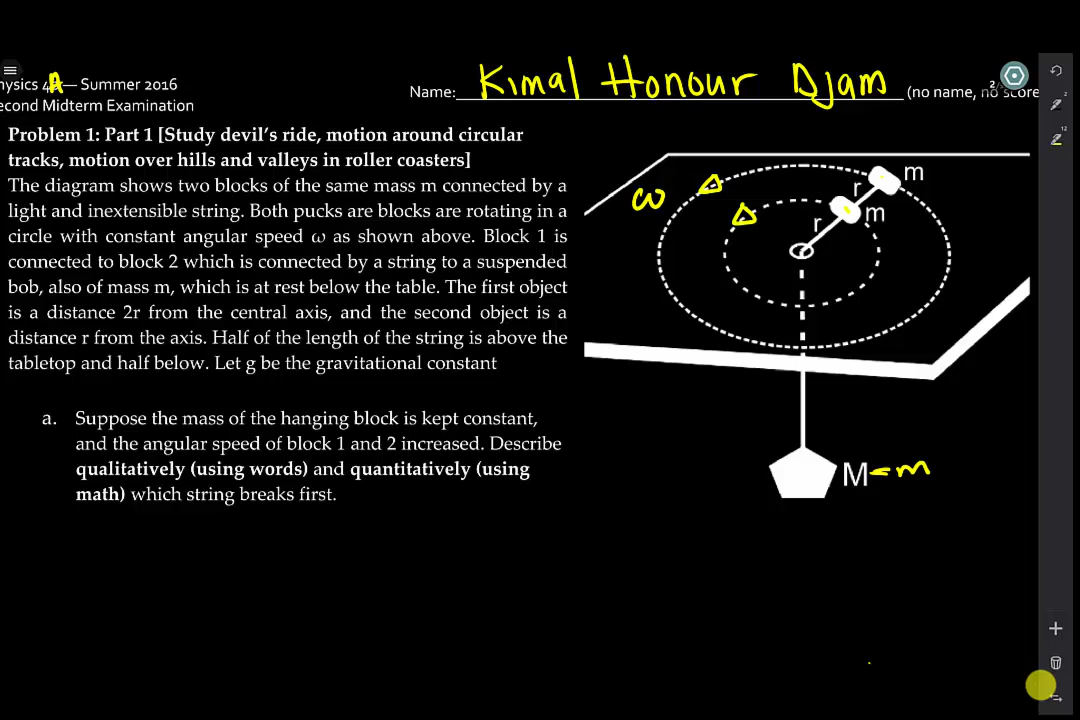 nysics 4A— Summer 2016
econd Midterm Examination
Name: Kimal Honour Djam (no name, no score
Problem 1: Part 1 [Study devil's ride, motion around circular
tracks, motion over hills and valleys in roller coasters]
The diagram shows two blocks of the same mass m connected by a
light and inextensible string. Both pucks are blocks are rotating in a
circle with constant angular speed ω as shown above. Block 1 is
connected to block 2 which is connected by a string to a suspended
bob, also of mass m, which is at rest below the table. The first object
is a distance 2r from the central axis, and the second object is a
distance r from the axis. Half of the length of the string is above the
tabletop and half below. Let g be the gravitational constant
a. Suppose the mass of the hanging block is kept constant,
and the angular speed of block 1 and 2 increased. Describe
qualitatively (using words) and quantitatively (using
math) which string breaks first.
ω
r m
r m
M = m